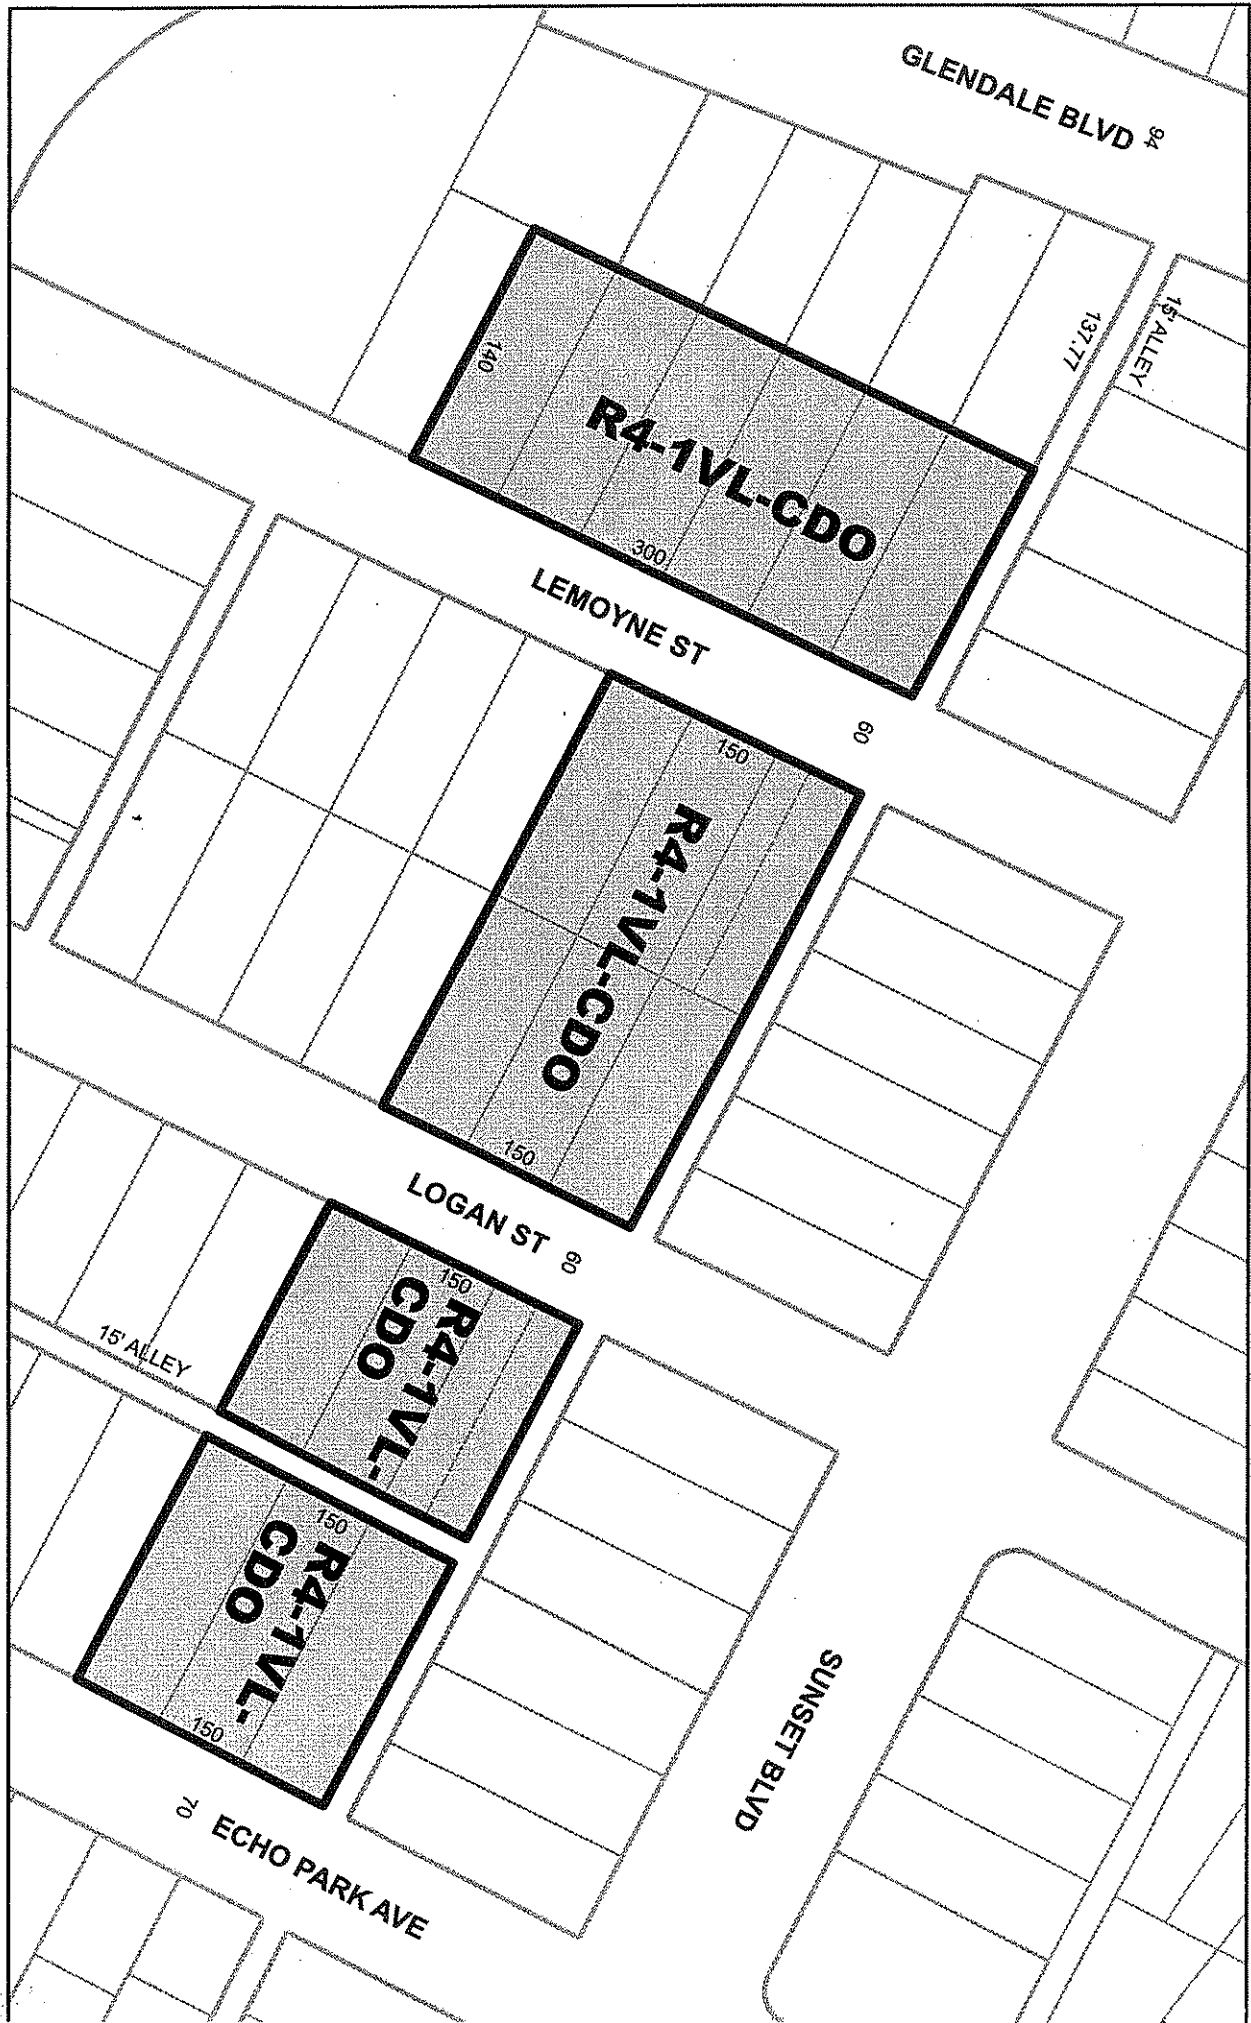 GLENDALE BLVD
94
15' ALLEY
137.77
140
R4-1VL-CDO
300
LEMOYNE ST
60
150
R4-1VL-CDO
150
LOGAN ST
60
150
R4-1VL-
CDO
15' ALLEY
150
R4-1VL-
CDO
150
SUNSET BLVD
70
ECHO PARK AVE